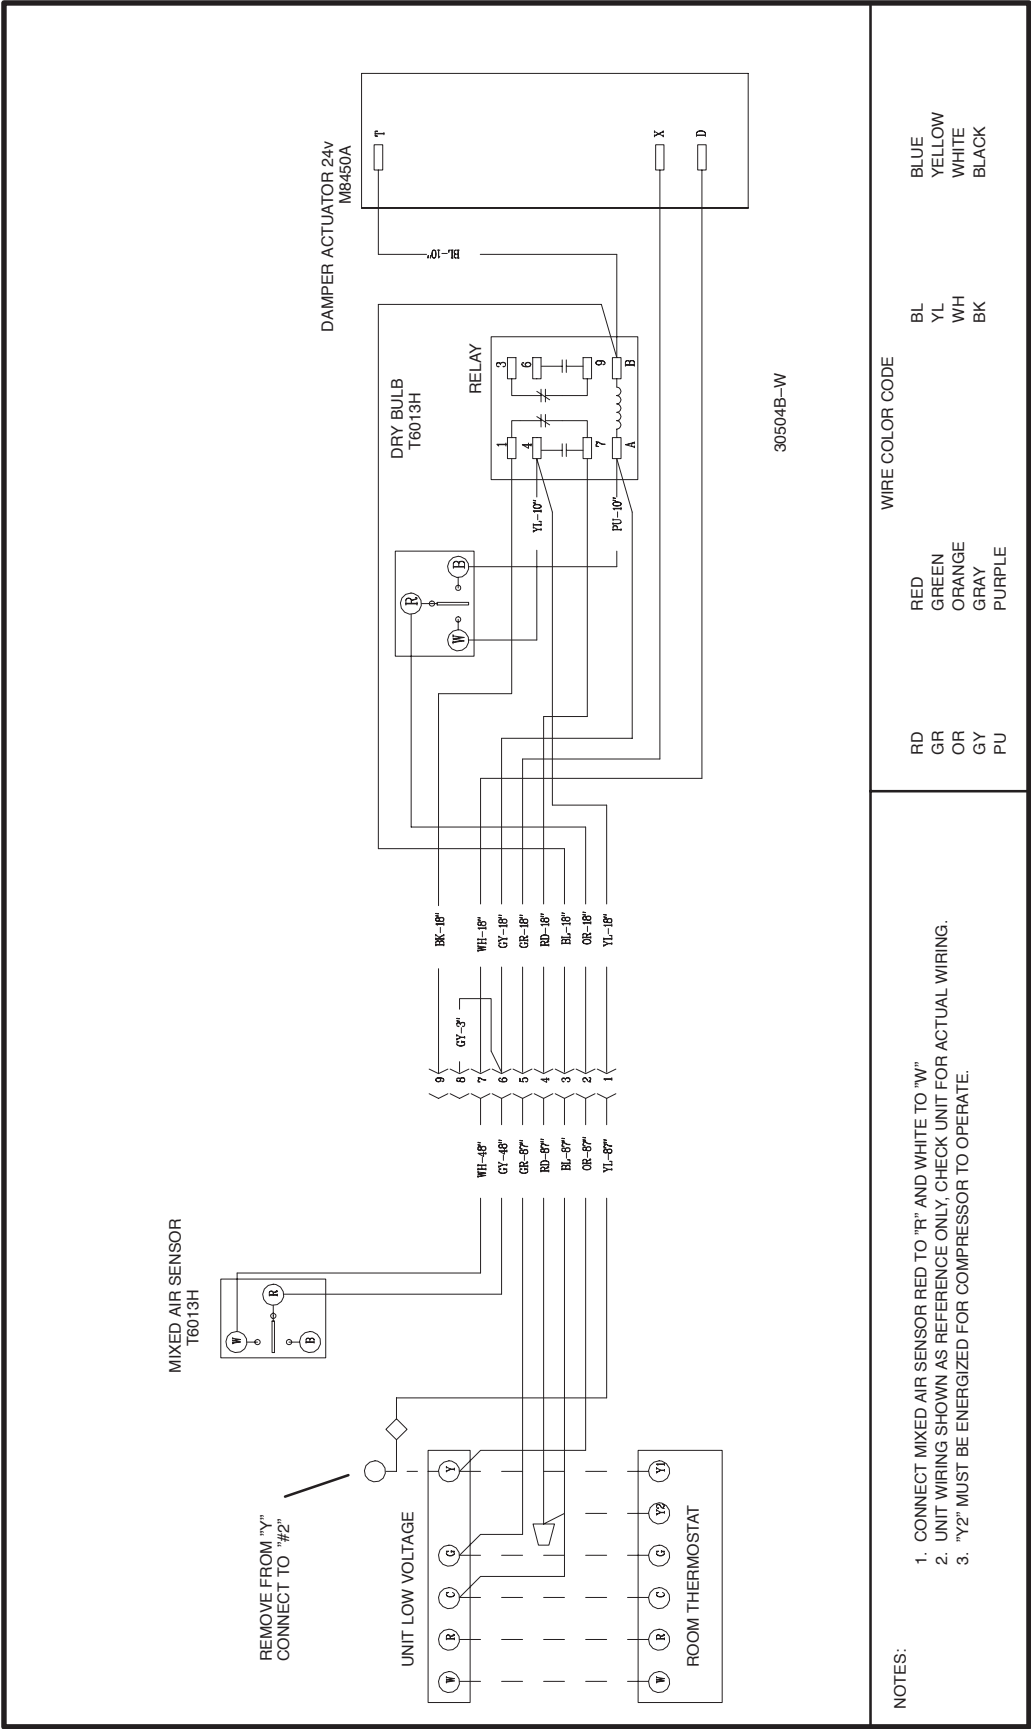 DAMPER ACTUATOR 24v
M8450A
T
X
D
BL-10"
DRY BULB
T6013H
RELAY
3
6
9
B
1
4
7
A
YL-10"
PU-10"
R
W
B
30504B-W
BK-18"
WH-18"
GY-18"
GR-18"
RD-18"
BL-18"
OR-18"
YL-18"
GY-3"
9
8
7
6
5
4
3
2
1
WH-48"
GY-48"
GR-87"
RD-87"
BL-87"
OR-87"
YL-87"
MIXED AIR SENSOR
T6013H
W
R
B
REMOVE FROM "Y"
CONNECT TO "#2"
UNIT LOW VOLTAGE
W
R
C
G
Y
W
R
C
G
Y2
Y1
ROOM THERMOSTAT
NOTES:
1. CONNECT MIXED AIR SENSOR RED TO "R" AND WHITE TO "W"
2. UNIT WIRING SHOWN AS REFERENCE ONLY, CHECK UNIT FOR ACTUAL WIRING.
3. "Y2" MUST BE ENERGIZED FOR COMPRESSOR TO OPERATE.
WIRE COLOR CODE
RD RED BL BLUE
GR GREEN YL YELLOW
OR ORANGE WH WHITE
GY GRAY BK BLACK
PU PURPLE